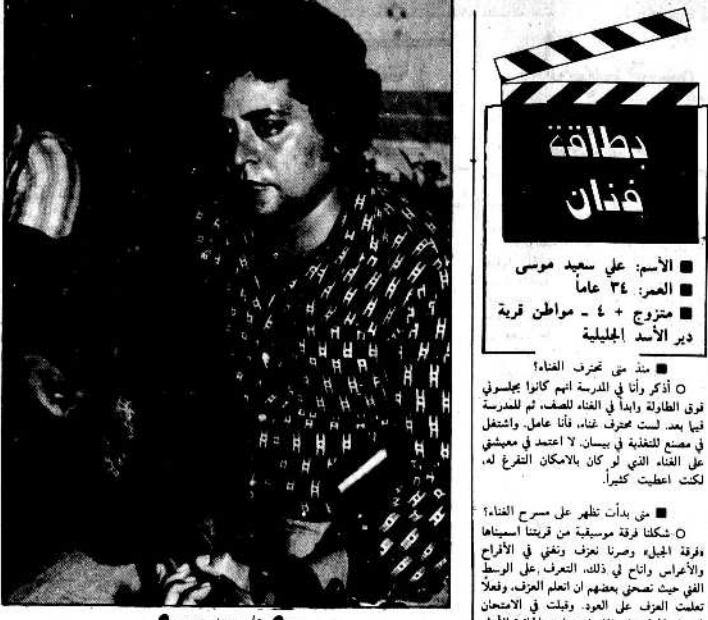 بطاقة
فنان
■ الأسم: علي سعيد موسى
■ العمر: ٣٤ عاماً
■ متزوج + ٤ ـ مواطن قرية
دير الأسد الجليلية
■ منذ متى تحترف الغناء؟
○ أذكر وأنا في المدرسة انهم كانوا يجلسوني
فوق الطاولة وابدأ في الغناء للصف، ثم للمدرسة
فيما بعد. لست محترف غناء، فأنا عامل. واشتغل
في مصنع للتغذية في بيسان. لا اعتمد في معيشتي
على الغناء الذي لو كان بالامكان التفرغ له،
لكنت اعطيت كثيراً.
■ متى بدأت تظهر على مسرح الغناء؟
○ شكلنا فرقة موسيقية من قريتنا اسميناها
«فرقة الجبل» وصرنا نعزف ونغني في الأفراح
والأعراس واتاح لي ذلك، التعرف على الوسط
الفني حيث نصحني بعضهم ان اتعلم العزف. وفعلًا
تعلمت العزف على العود. وقبلت في الامتحان